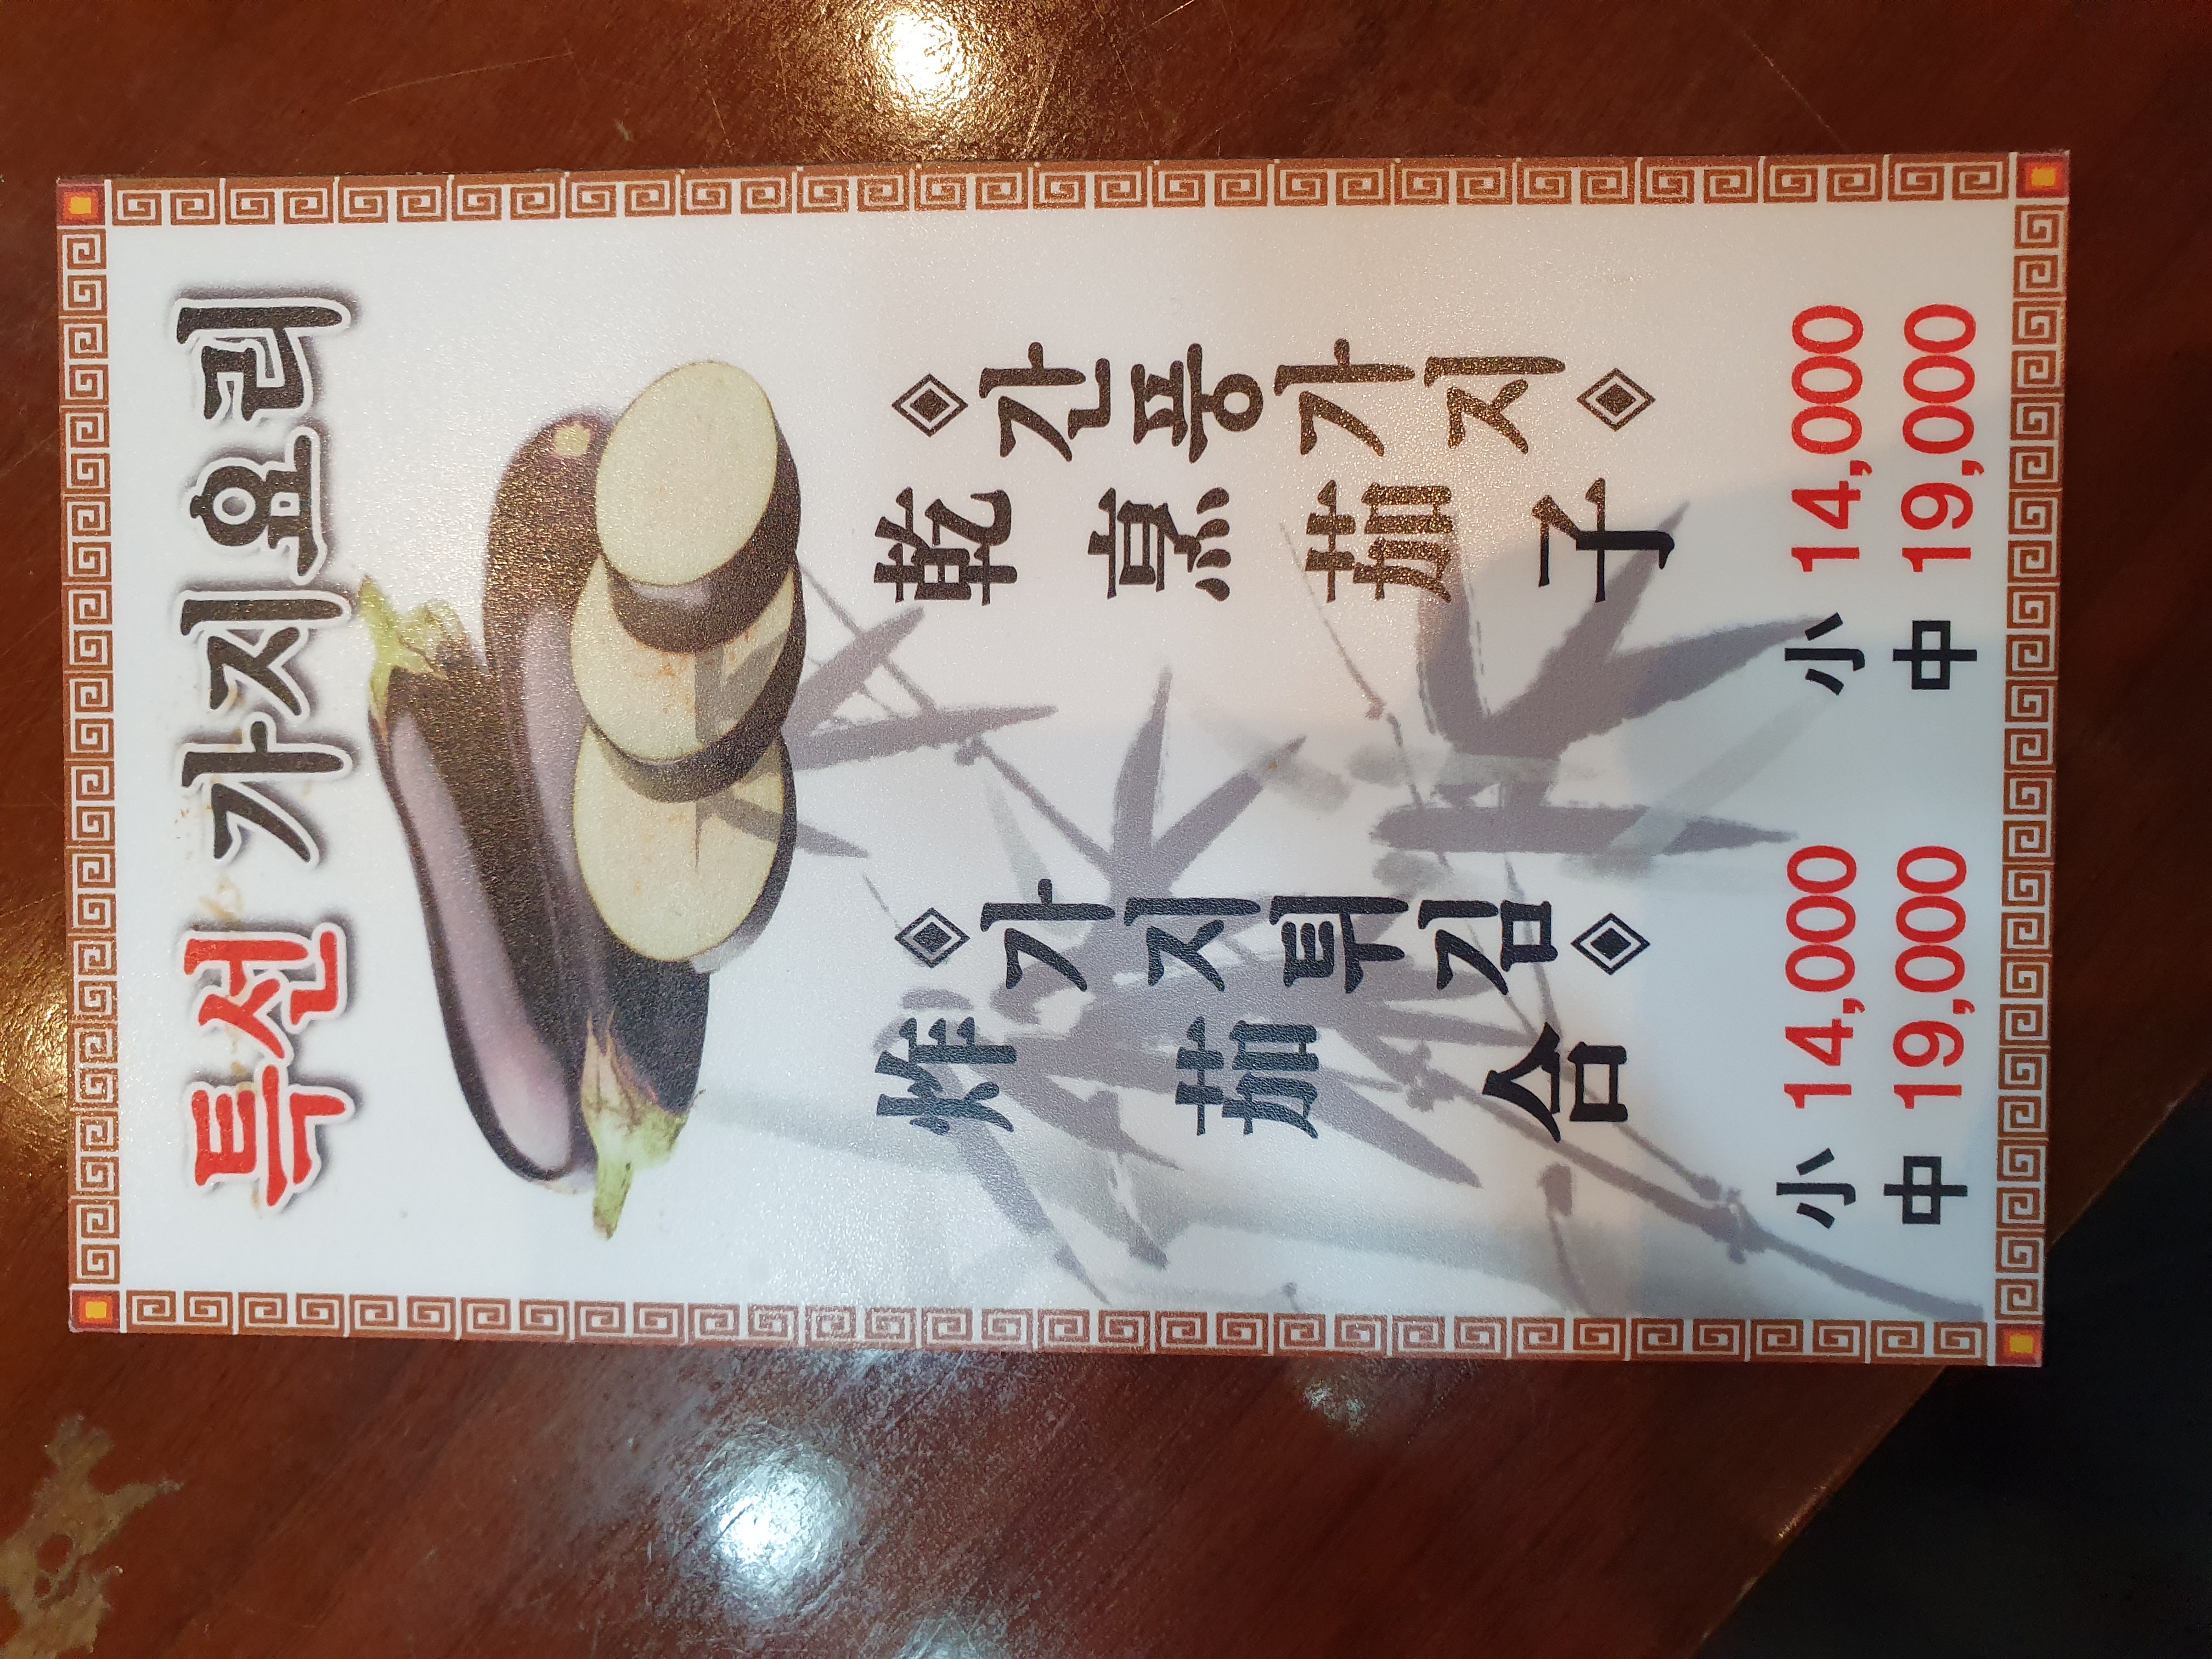 특선 가지요리
炸茄合
◈가지튀김◈
小 14,000
中 19,000
乾烹茄子
◈간풍가지◈
小 14,000
中 19,000